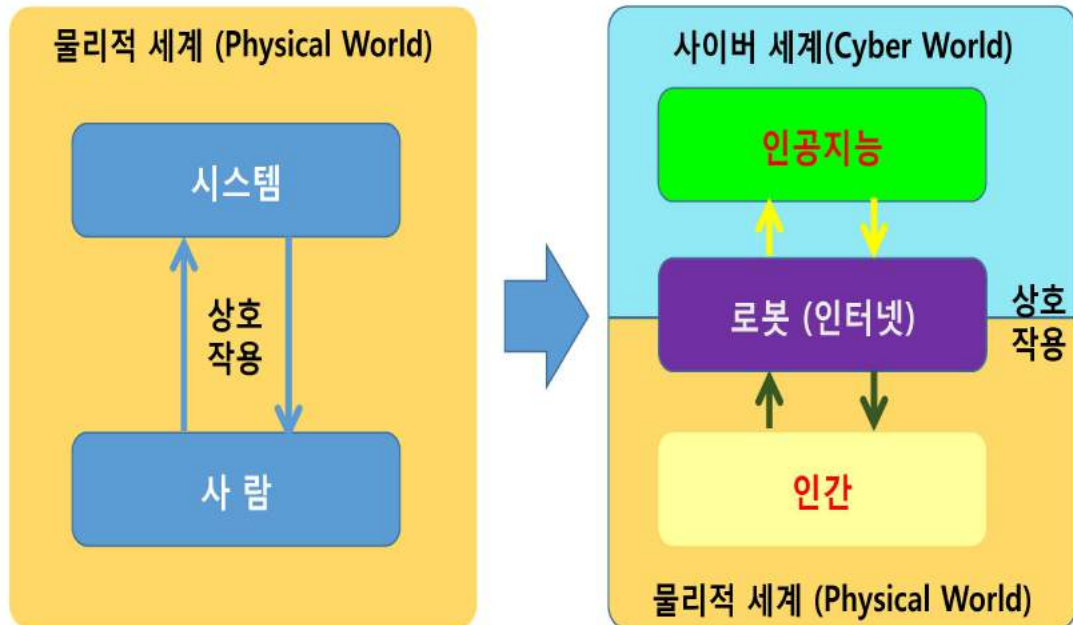 물리적 세계 (Physical World)
시스템
상호
작용
사 람
사이버 세계(Cyber World)
인공지능
로봇 (인터넷)
상호
작용
인간
물리적 세계 (Physical World)